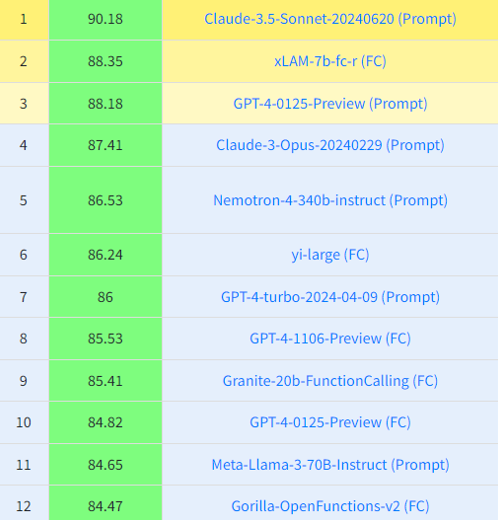 1 90.18 Claude-3.5-Sonnet-20240620 (Prompt)
2 88.35 xLAM-7b-fc-r (FC)
3 88.18 GPT-4-0125-Preview (Prompt)
4 87.41 Claude-3-Opus-20240229 (Prompt)
5 86.53 Nemotron-4-340b-instruct (Prompt)
6 86.24 yi-large (FC)
7 86 GPT-4-turbo-2024-04-09 (Prompt)
8 85.53 GPT-4-1106-Preview (FC)
9 85.41 Granite-20b-FunctionCalling (FC)
10 84.82 GPT-4-0125-Preview (FC)
11 84.65 Meta-Llama-3-70B-Instruct (Prompt)
12 84.47 Gorilla-OpenFunctions-v2 (FC)